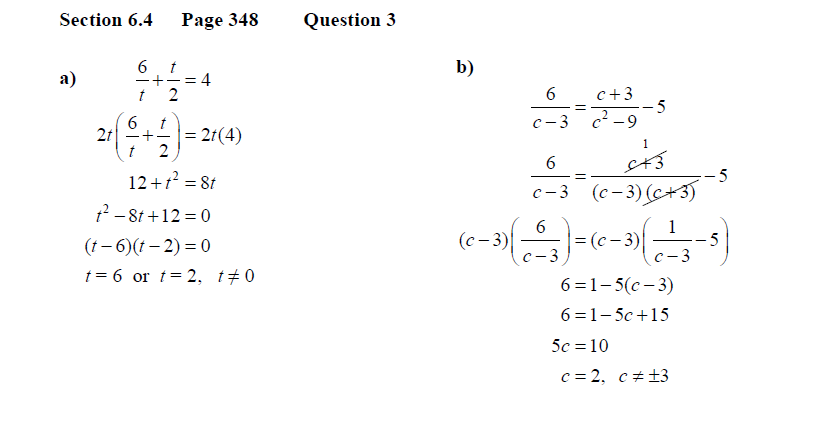 Section 6.4 Page 348 Question 3
a)
6/t + t/2 = 4
2t(6/t + t/2) = 2t(4)
12 + t² = 8t
t² − 8t + 12 = 0
(t − 6)(t − 2) = 0
t = 6 or t = 2, t ≠ 0
b)
6/(c − 3) = (c + 3)/(c² − 9) − 5
1
6/(c − 3) = (c + 3)/((c − 3)(c + 3)) − 5
(c − 3)(6/(c − 3)) = (c − 3)(1/(c − 3) − 5)
6 = 1 − 5(c − 3)
6 = 1 − 5c + 15
5c = 10
c = 2, c ≠ ±3